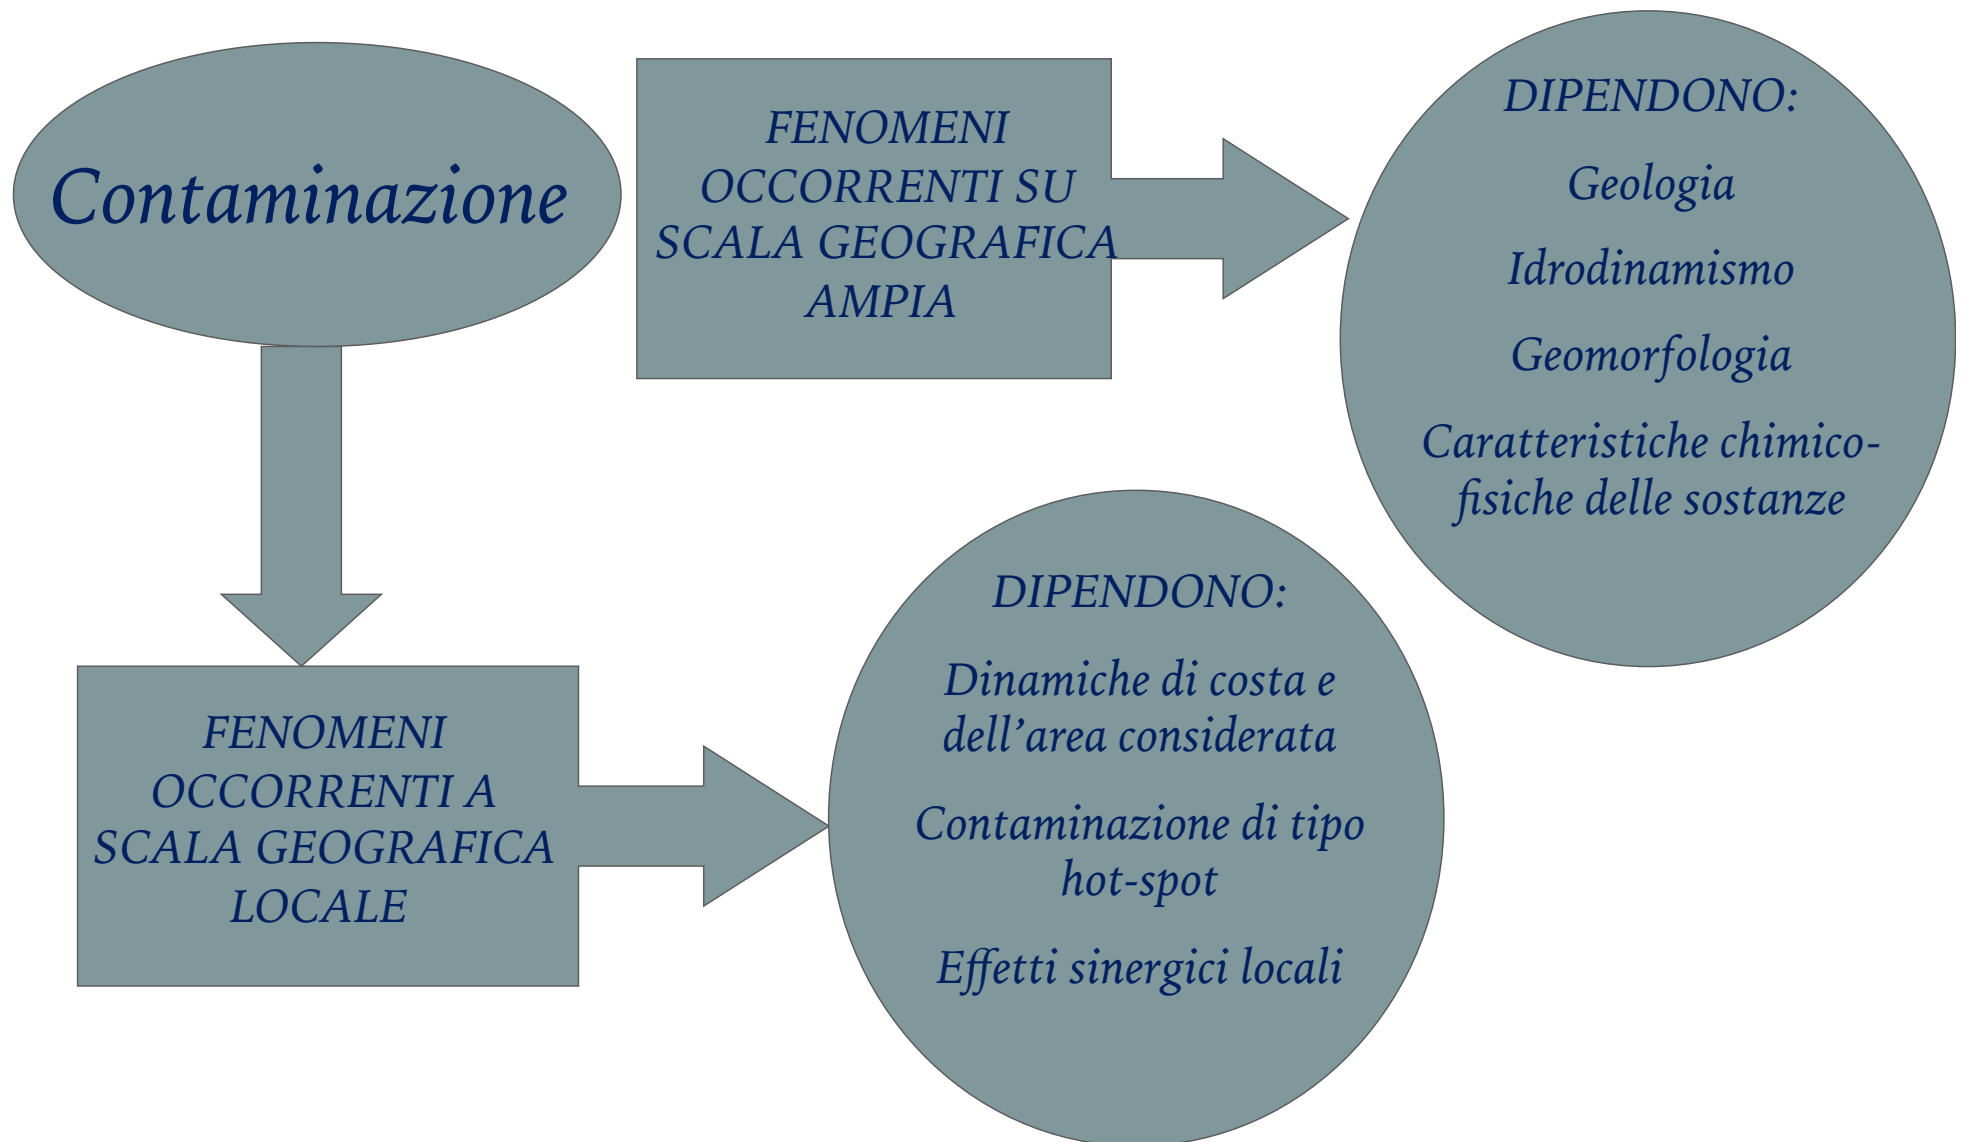 Contaminazione
FENOMENI
OCCORRENTI SU
SCALA GEOGRAFICA
AMPIA
DIPENDONO:
Geologia
Idrodinamismo
Geomorfologia
Caratteristiche chimico-
fisiche delle sostanze
FENOMENI
OCCORRENTI A
SCALA GEOGRAFICA
LOCALE
DIPENDONO:
Dinamiche di costa e
dell’area considerata
Contaminazione di tipo
hot-spot
Effetti sinergici locali